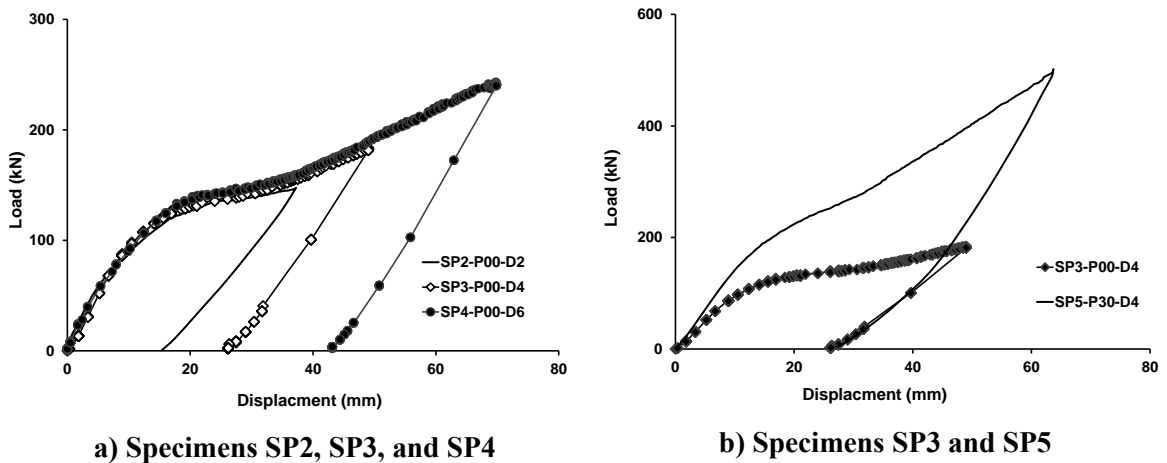 300
200
100
0
Load (kN)
0 20 40 60 80
Displacment (mm)
SP2-P00-D2
SP3-P00-D4
SP4-P00-D6
a) Specimens SP2, SP3, and SP4
600
400
200
0
Load (kN)
0 20 40 60 80
Displacment (mm)
SP3-P00-D4
SP5-P30-D4
b) Specimens SP3 and SP5